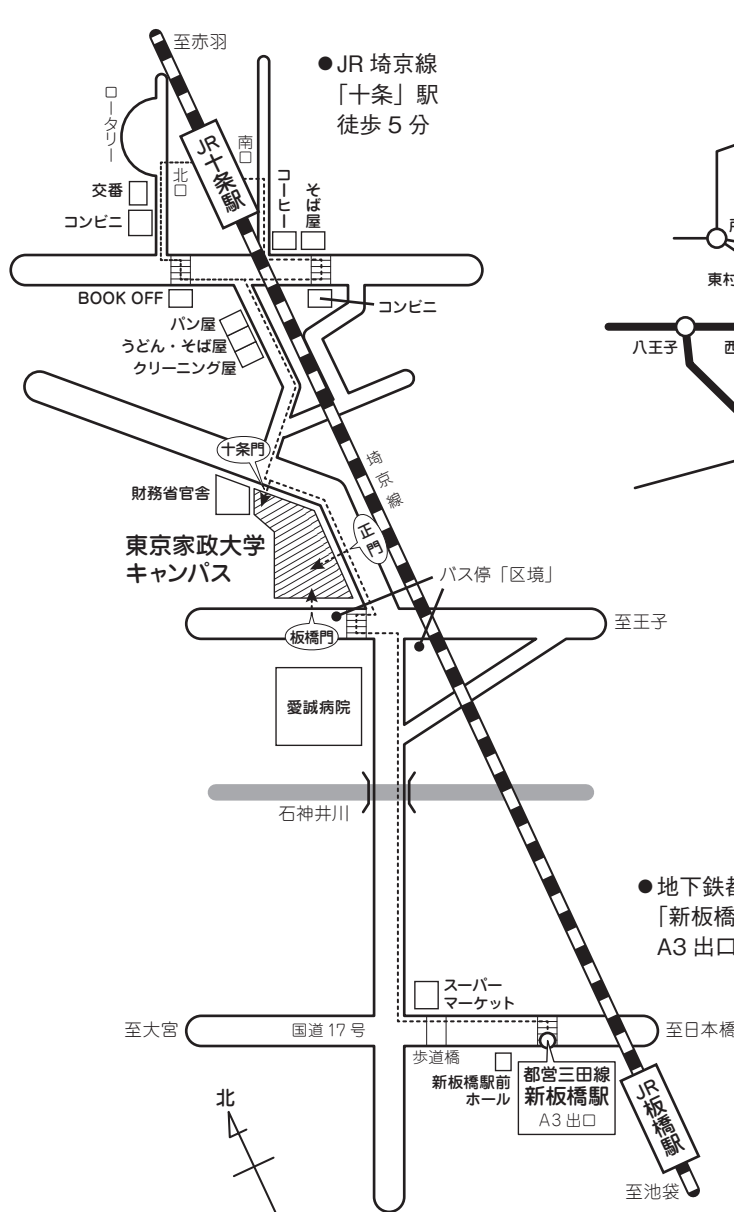 至赤羽
●JR 埼京線
「十条」駅
徒歩 5 分
ロータリー
JR十条駅
南口
北口
コーヒー
そば屋
交番
コンビニ
BOOK OFF
コンビニ
パン屋
うどん・そば屋
クリーニング屋
東村
八王子
西
十条門
埼京線
財務省官舎
正門
東京家政大学
キャンパス
バス停「区境」
至王子
板橋門
愛誠病院
石神井川
●地下鉄都
「新板橋
A3 出口
スーパー
マーケット
至大宮
国道 17 号
至日本橋
歩道橋
新板橋駅前
ホール
都営三田線
新板橋駅
A3 出口
JR板橋駅
北
至池袋